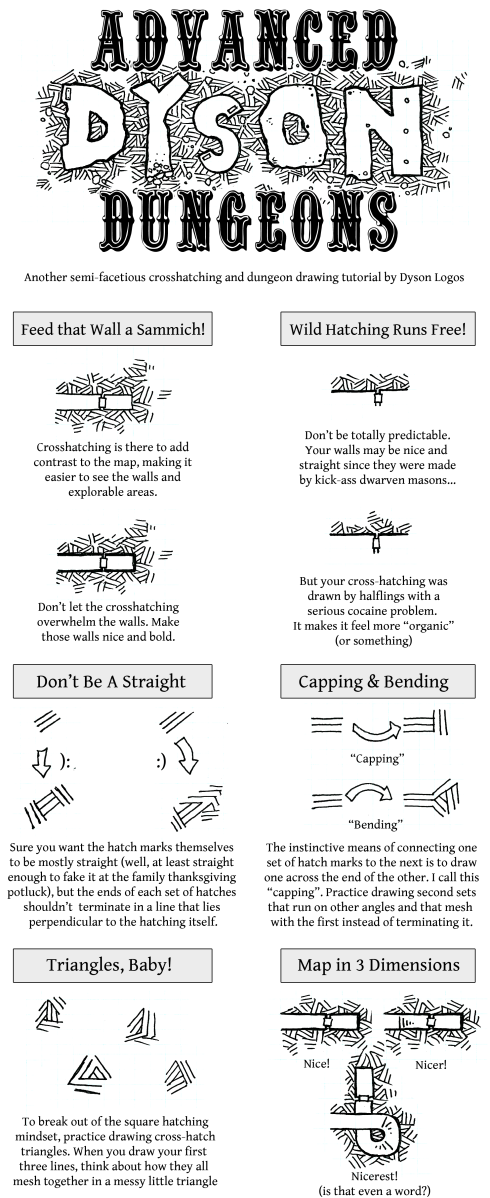 ADVANCED
DYSON
DUNGEONS
Another semi-facetious crosshatching and dungeon drawing tutorial by Dyson Logos
Feed that Wall a Sammich!
Crosshatching is there to add
contrast to the map, making it
easier to see the walls and
explorable areas.
Don't let the crosshatching
overwhelm the walls. Make
those walls nice and bold.
Wild Hatching Runs Free!
Don't be totally predictable.
Your walls may be nice and
straight since they were made
by kick-ass dwarven masons...
But your cross-hatching was
drawn by halflings with a
serious cocaine problem.
It makes it feel more “organic”
(or something)
Don't Be A Straight
):
:)
Sure you want the hatch marks themselves
to be mostly straight (well, at least straight
enough to fake it at the family thanksgiving
potluck), but the ends of each set of hatches
shouldn't terminate in a line that lies
perpendicular to the hatching itself.
Capping & Bending
“Capping”
“Bending”
The instinctive means of connecting one
set of hatch marks to the next is to draw
one across the end of the other. I call this
“capping”. Practice drawing second sets
that run on other angles and that mesh
with the first instead of terminating it.
Triangles, Baby!
To break out of the square hatching
mindset, practice drawing cross-hatch
triangles. When you draw your first
three lines, think about how they all
mesh together in a messy little triangle
Map in 3 Dimensions
Nice!
Nicer!
Nicerest!
(is that even a word?)